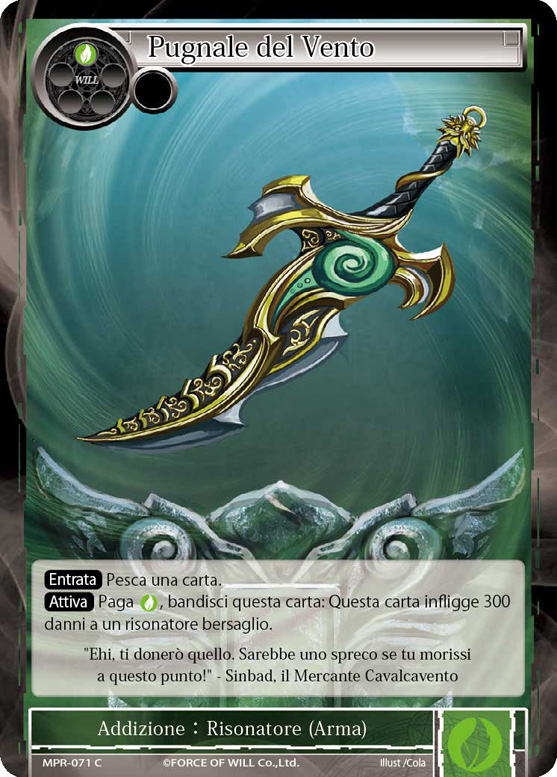 Pugnale del Vento
WILL
Entrata Pesca una carta.
Attiva Paga , bandisci questa carta: Questa carta infligge 300
danni a un risonatore bersaglio.
"Ehi, ti donerò quello. Sarebbe uno spreco se tu morissi
a questo punto!" - Sinbad, il Mercante Cavalcavento
Addizione : Risonatore (Arma)
MPR-071 C ©FORCE OF WILL Co.,Ltd. Illust /Cola